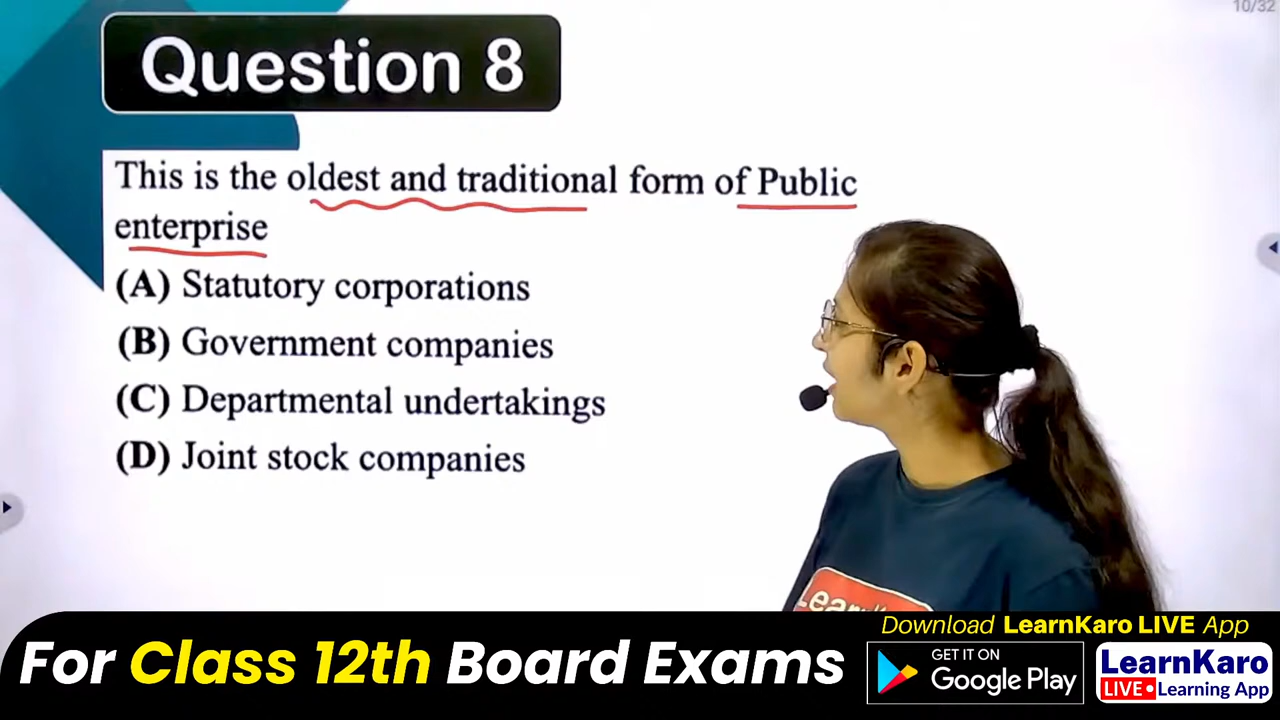 10/32
Question 8
This is the oldest and traditional form of Public
enterprise
(A) Statutory corporations
(B) Government companies
(C) Departmental undertakings
(D) Joint stock companies
For Class 12th Board Exams
Download LearnKaro LIVE App
GET IT ON
Google Play
LearnKaro
LIVE • Learning App